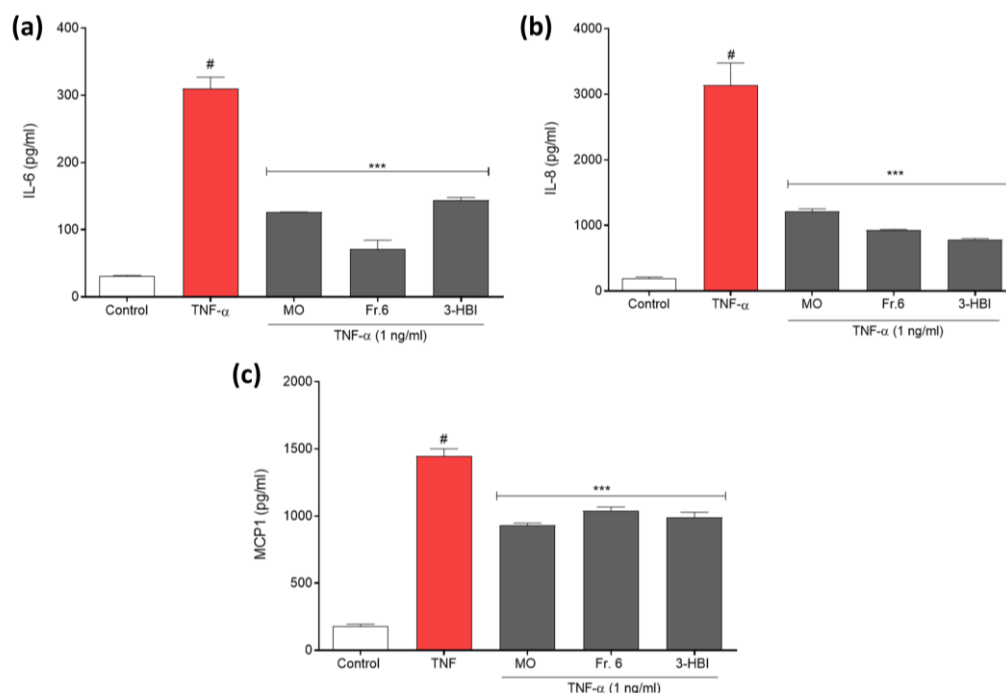 (a)
400
300
200
100
0
IL-6 (pg/ml)
#
***
Control TNF-α MO Fr.6 3-HBI
TNF-α (1 ng/ml)
(b)
4000
3000
2000
1000
0
IL-8 (pg/ml)
#
***
Control TNF-α MO Fr.6 3-HBI
TNF-α (1 ng/ml)
(c)
2000
1500
1000
500
0
MCP1 (pg/ml)
#
***
Control TNF MO Fr. 6 3-HBI
TNF-α (1 ng/ml)